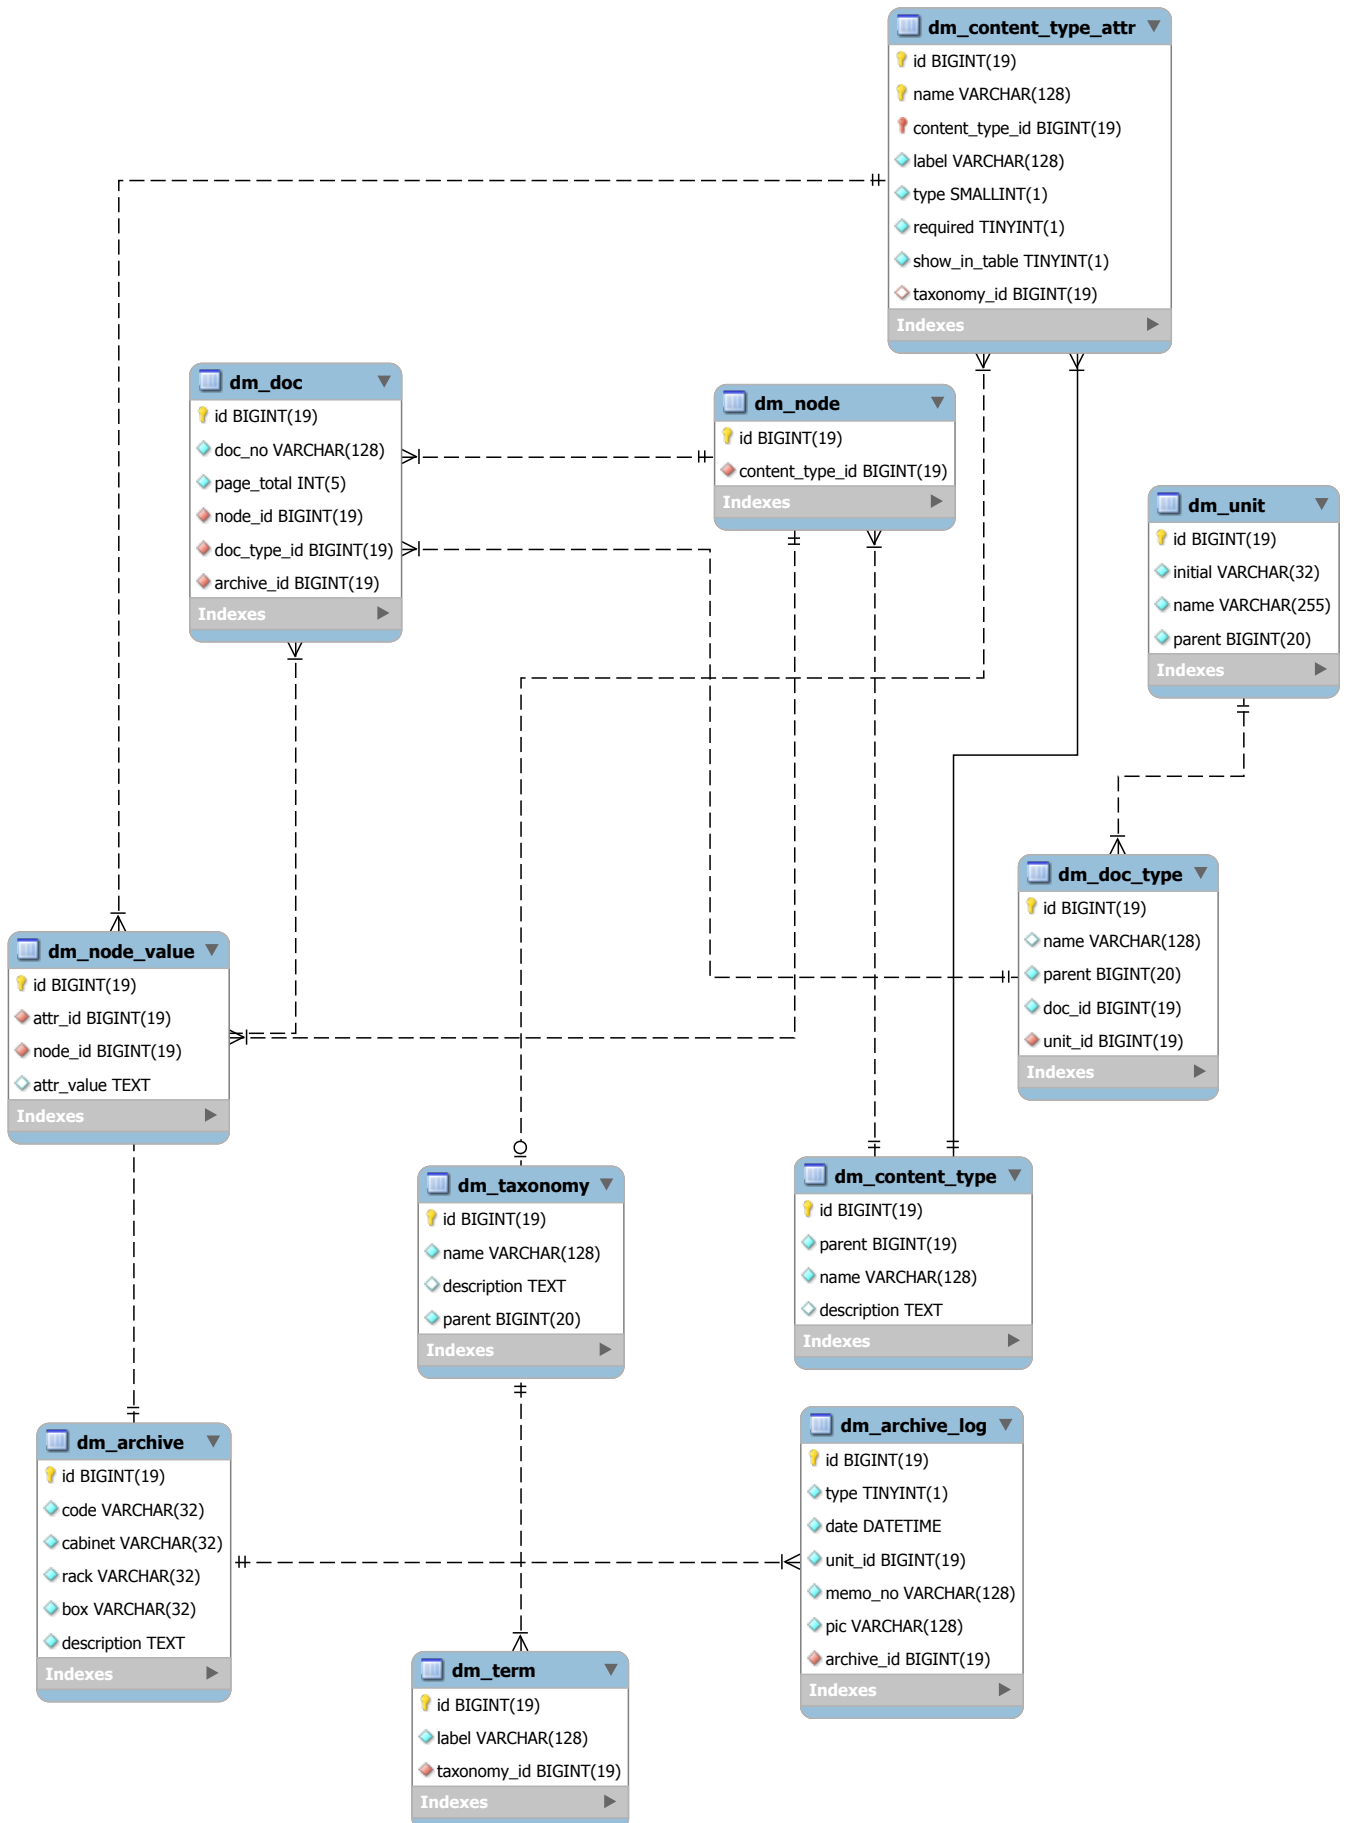 dm_content_type_attr
id BIGINT(19)
name VARCHAR(128)
content_type_id BIGINT(19)
label VARCHAR(128)
type SMALLINT(1)
required TINYINT(1)
show_in_table TINYINT(1)
taxonomy_id BIGINT(19)
Indexes
dm_doc
id BIGINT(19)
doc_no VARCHAR(128)
page_total INT(5)
node_id BIGINT(19)
doc_type_id BIGINT(19)
archive_id BIGINT(19)
Indexes
dm_node
id BIGINT(19)
content_type_id BIGINT(19)
Indexes
dm_unit
id BIGINT(19)
initial VARCHAR(32)
name VARCHAR(255)
parent BIGINT(20)
Indexes
dm_doc_type
id BIGINT(19)
name VARCHAR(128)
parent BIGINT(20)
doc_id BIGINT(19)
unit_id BIGINT(19)
Indexes
dm_node_value
id BIGINT(19)
attr_id BIGINT(19)
node_id BIGINT(19)
attr_value TEXT
Indexes
dm_taxonomy
id BIGINT(19)
name VARCHAR(128)
description TEXT
parent BIGINT(20)
Indexes
dm_content_type
id BIGINT(19)
parent BIGINT(19)
name VARCHAR(128)
description TEXT
Indexes
dm_archive
id BIGINT(19)
code VARCHAR(32)
cabinet VARCHAR(32)
rack VARCHAR(32)
box VARCHAR(32)
description TEXT
Indexes
dm_archive_log
id BIGINT(19)
type TINYINT(1)
date DATETIME
unit_id BIGINT(19)
memo_no VARCHAR(128)
pic VARCHAR(128)
archive_id BIGINT(19)
Indexes
dm_term
id BIGINT(19)
label VARCHAR(128)
taxonomy_id BIGINT(19)
Indexes